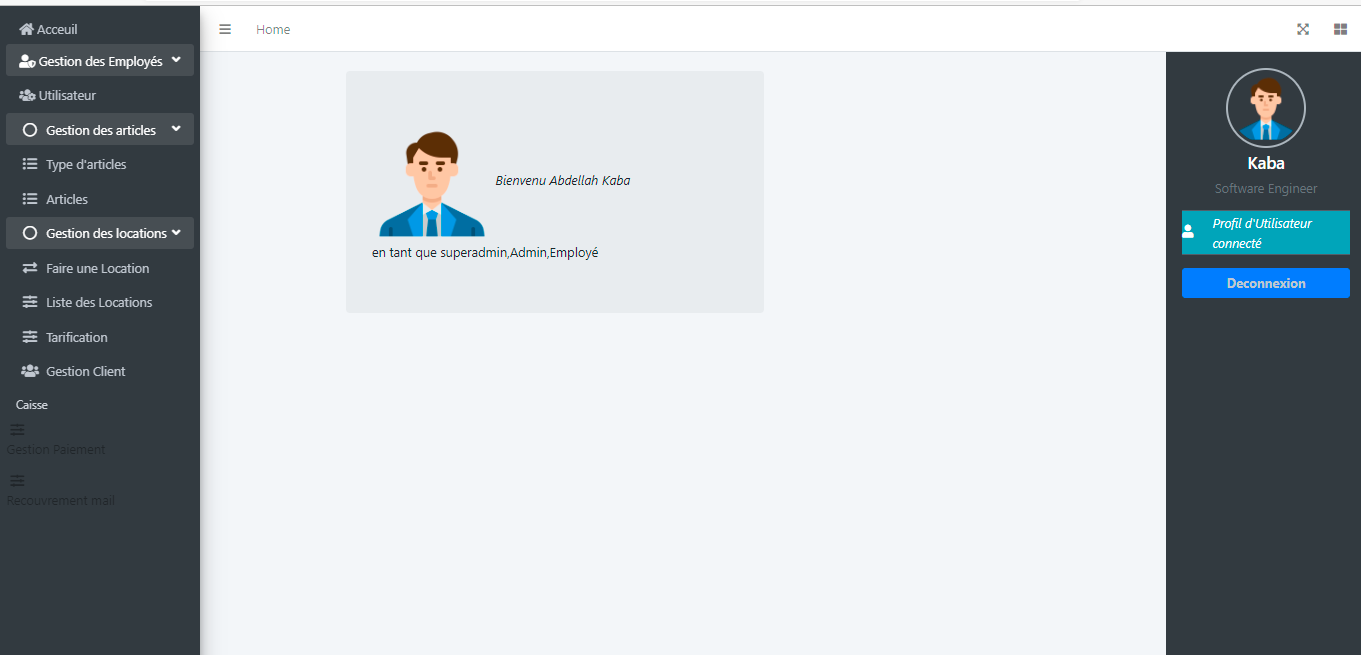 Acceuil
Gestion des Employés
Utilisateur
Gestion des articles
Type d'articles
Articles
Gestion des locations
Faire une Location
Liste des Locations
Tarification
Gestion Client
Caisse
Gestion Paiement
Recouvrement mail
Home
Bienvenu Abdellah Kaba
en tant que superadmin,Admin,Employé
Kaba
Software Engineer
Profil d'Utilisateur
connecté
Deconnexion